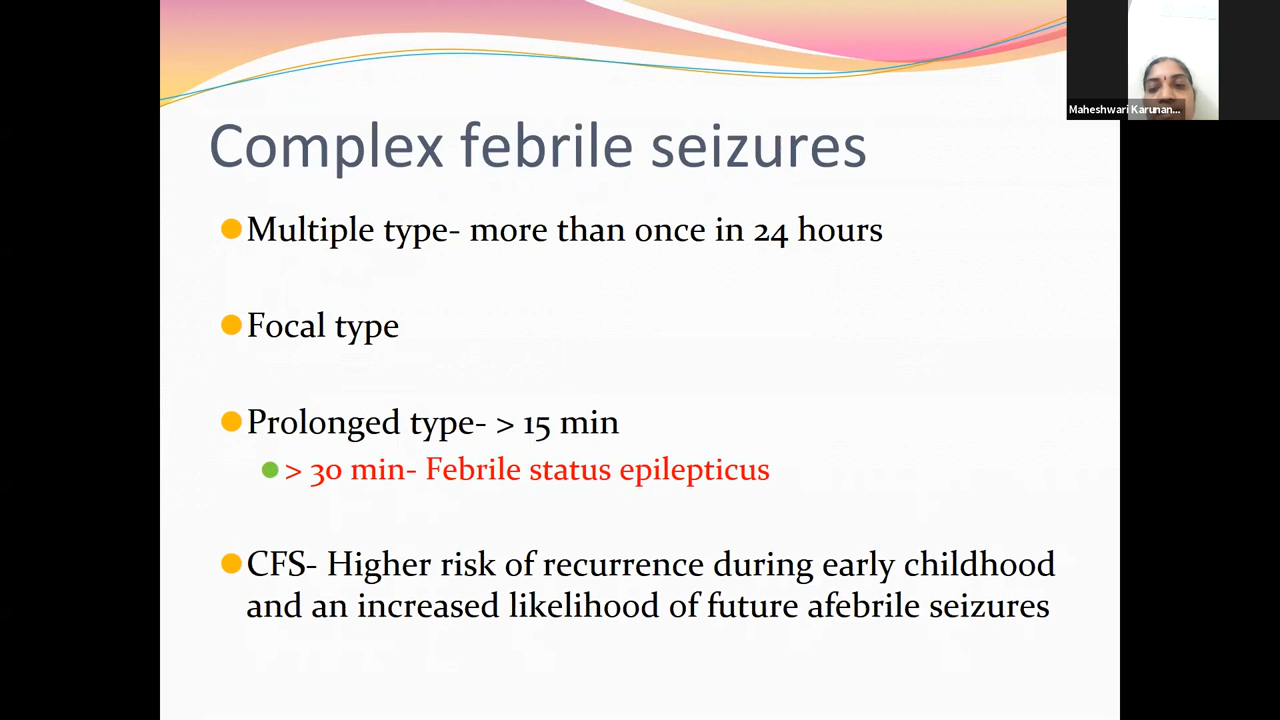 Maheshwari Karunan...
Complex febrile seizures
Multiple type- more than once in 24 hours
Focal type
Prolonged type- > 15 min
> 30 min- Febrile status epilepticus
CFS- Higher risk of recurrence during early childhood
and an increased likelihood of future afebrile seizures